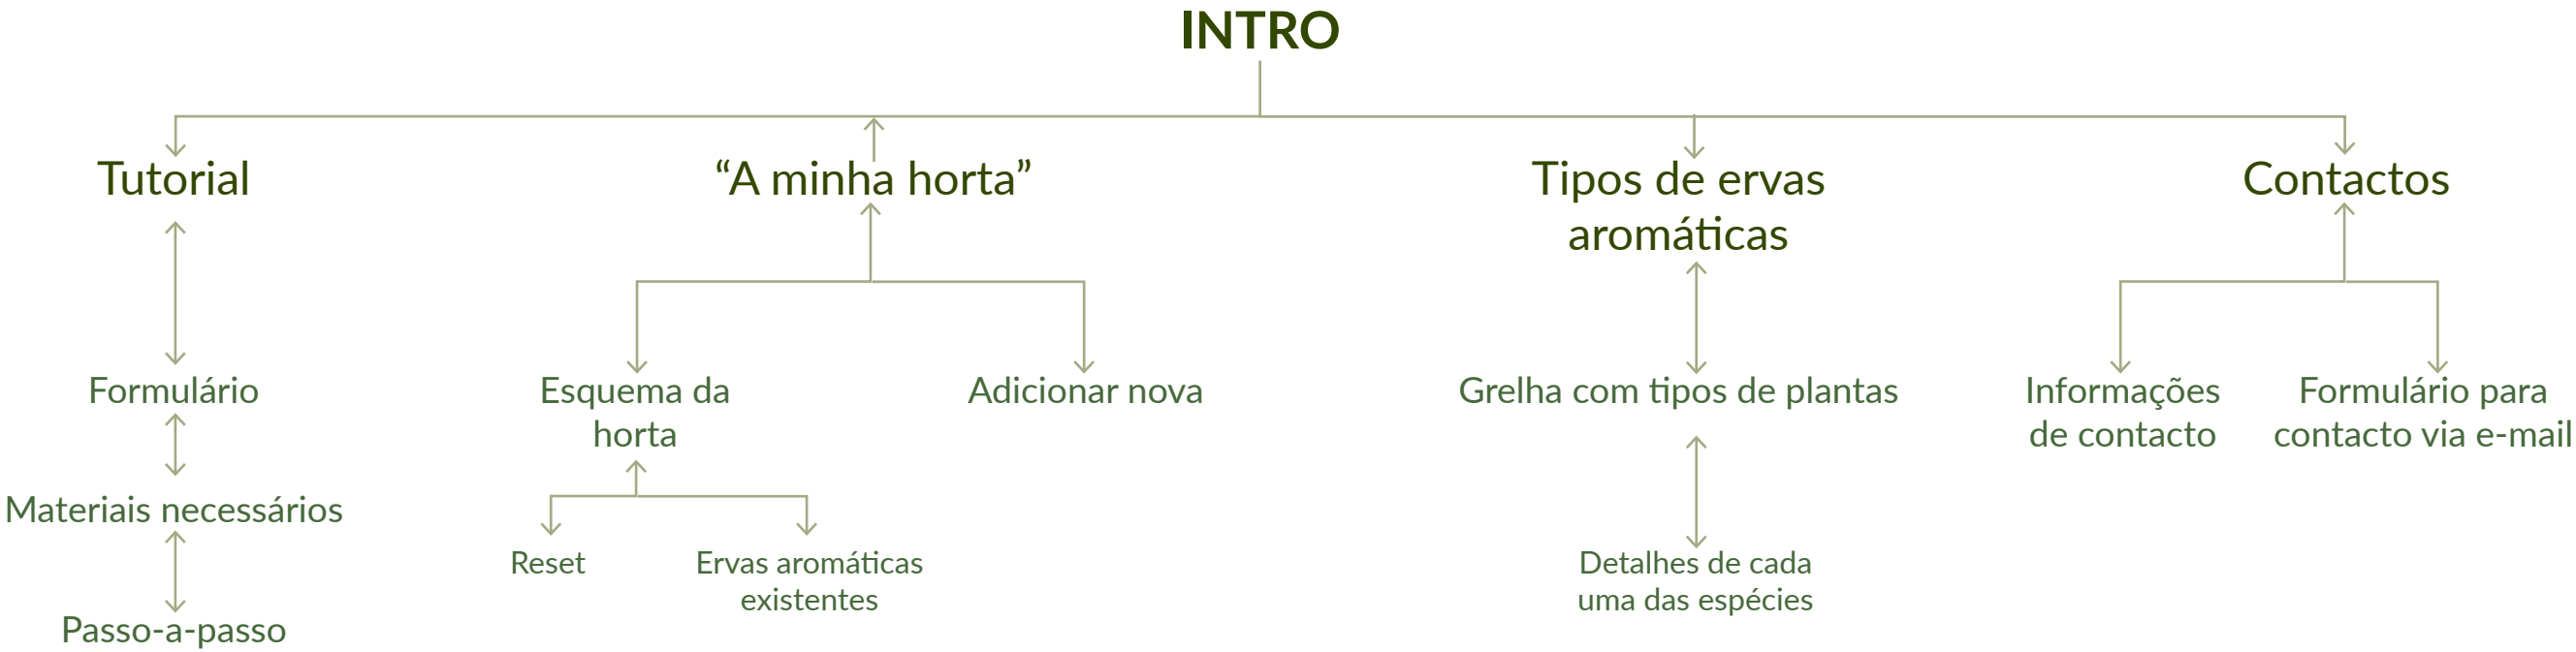 INTRO
Tutorial
“A minha horta”
Tipos de ervas
aromáticas
Contactos
Formulário
Esquema da
horta
Adicionar nova
Grelha com tipos de plantas
Informações
de contacto
Formulário para
contacto via e-mail
Materiais necessários
Reset
Ervas aromáticas
existentes
Detalhes de cada
uma das espécies
Passo-a-passo